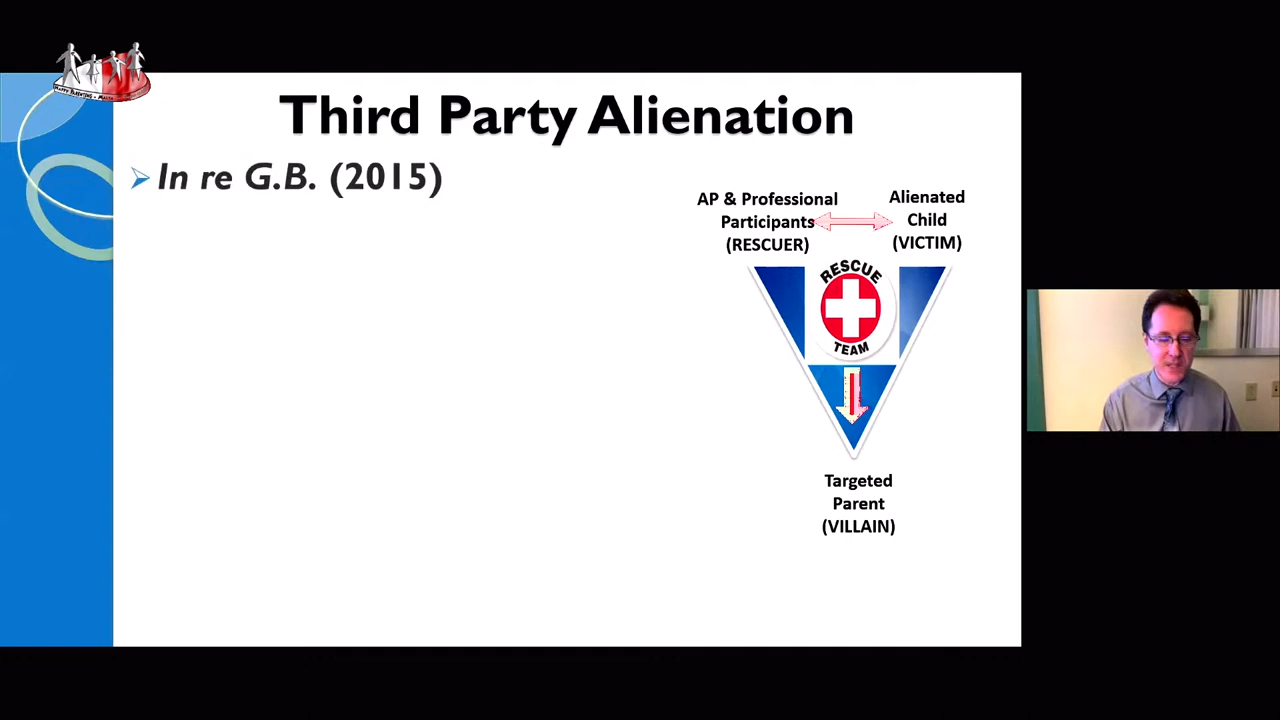 Third Party Alienation
In re G.B. (2015)
AP & Professional
Participants
(RESCUER)
Alienated
Child
(VICTIM)
RESCUE
TEAM
Targeted
Parent
(VILLAIN)